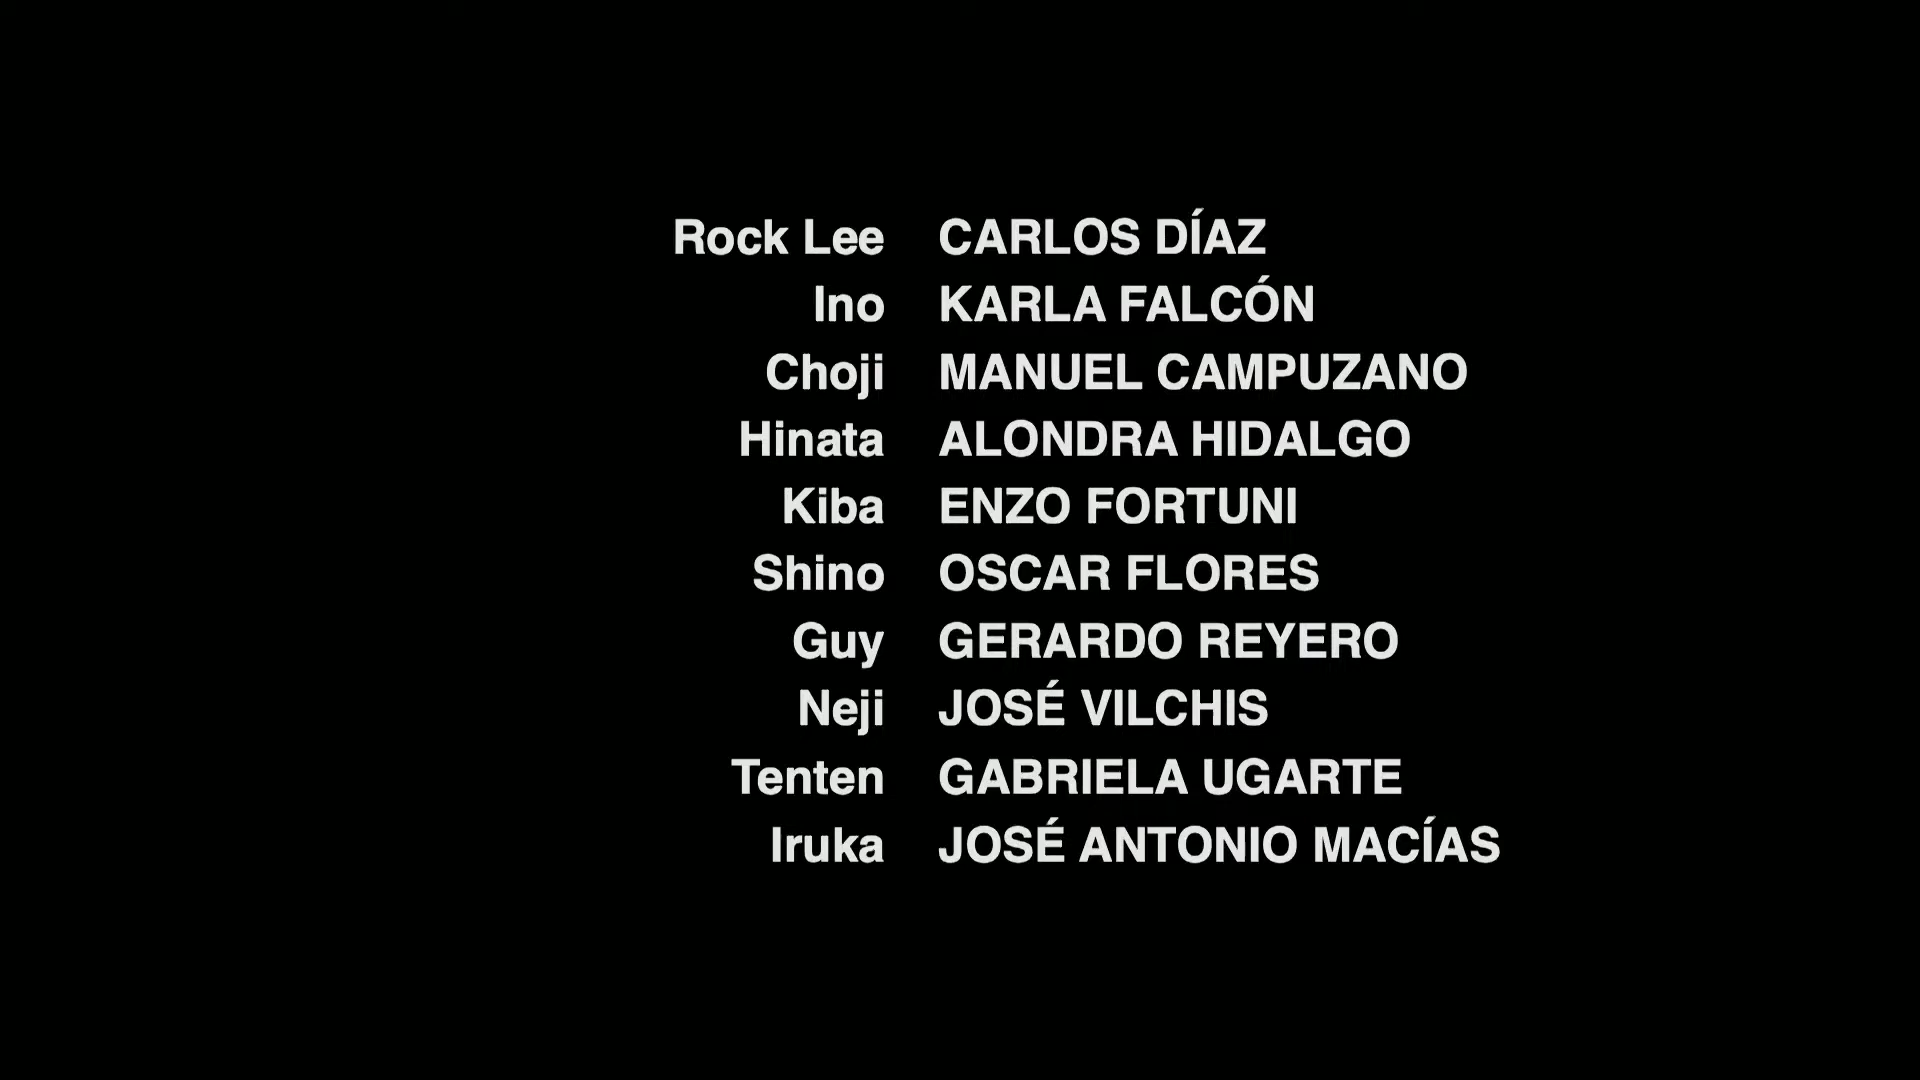 Rock Lee CARLOS DÍAZ
Ino KARLA FALCÓN
Choji MANUEL CAMPUZANO
Hinata ALONDRA HIDALGO
Kiba ENZO FORTUNI
Shino OSCAR FLORES
Guy GERARDO REYERO
Neji JOSÉ VILCHIS
Tenten GABRIELA UGARTE
Iruka JOSÉ ANTONIO MACÍAS